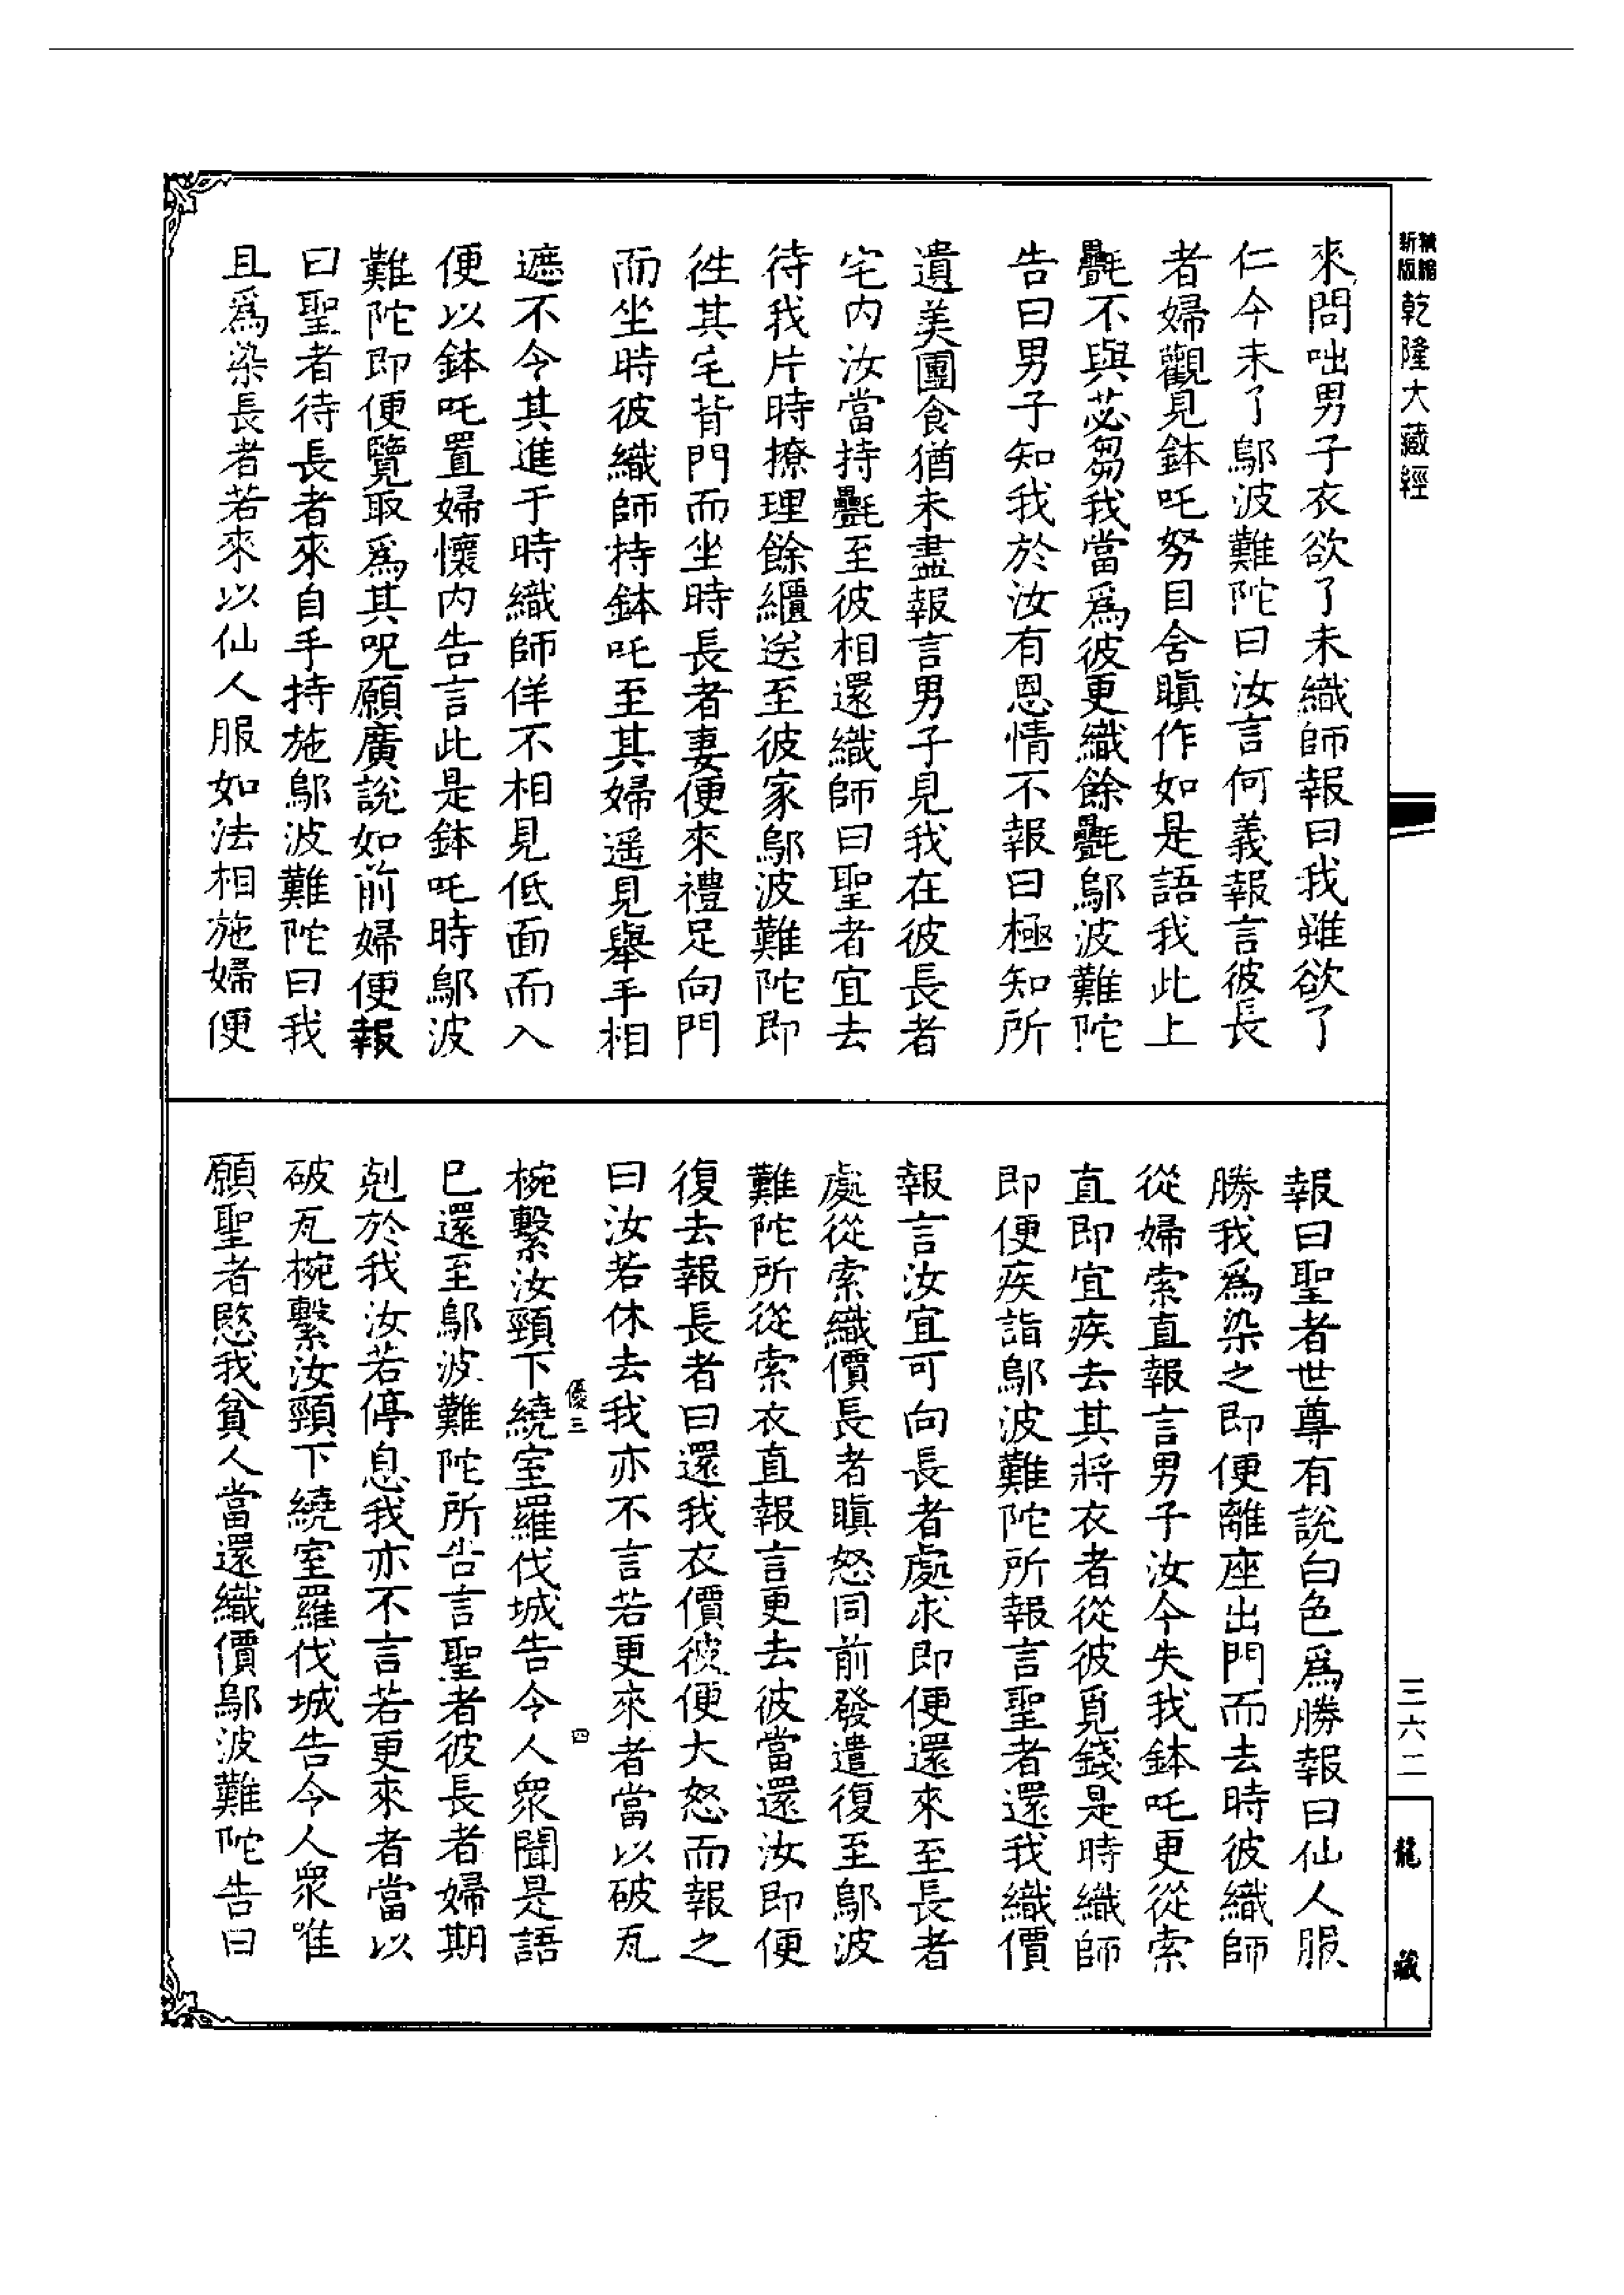 精縮新版乾隆大藏經
來問咄男子衣欲了未織師報曰我雖欲了
仁今未了鄔波難陀曰汝言何義報言彼長
者婦觀見鉢吒努目含瞋作如是語我此上
㲲不與苾芻我當爲彼更織餘㲲鄔波難陀
告曰男子知我於汝有恩情不報曰極知所
遺美團食猶未盡報言男子見我在彼長者
宅内汝當持㲲至彼相還織師曰聖者宜去
待我片時撩理餘纑送至彼家鄔波難陀即
徃其宅背門而坐時長者妻便來禮足向門
而坐時彼織師持鉢吒至其婦遥見舉手相
遮不令其進于時織師佯不相見低面而入
便以鉢吒置婦懷内告言此是鉢吒時鄔波
難陀即便覽取爲其呪願廣說如前婦便報
曰聖者待長者來自手持施鄔波難陀曰我
且爲染長者若來以仙人服如法相施婦便
報曰聖者世尊有說白色爲勝報曰仙人服
勝我爲染之即便離座出門而去時彼織師
從婦索直報言男子汝今失我鉢吒更從索
直即宜疾去其將衣者從彼覓錢是時織師
即便疾詣鄔波難陀所報言聖者還我織價
報言汝宜可向長者處求即便還來至長者
處從索織價長者瞋怒同前發遣復至鄔波
難陀所從索衣直報言更去彼當還汝即便
復去報長者曰還我衣價彼便大怒而報之
曰汝若休去我亦不言若更來者當以破瓦
優三 四
椀繫汝頸下繞室羅伐城告令人衆聞是語
已還至鄔波難陀所告言聖者彼長者婦期
剋於我汝若停息我亦不言若更來者當以
破瓦椀繫汝頸下繞室羅伐城告令人衆唯
願聖者愍我貧人當還織價鄔波難陀告曰
三六二
龍藏